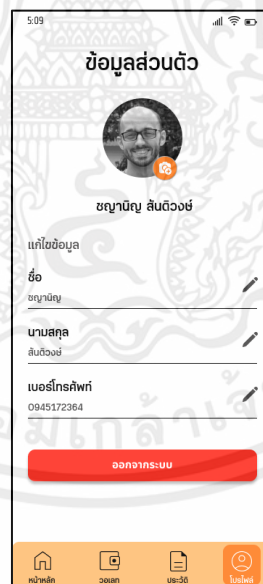 5:09
ข้อมูลส่วนตัว
ชญานิญ สันติวงษ์
แก้ไขข้อมูล
ชื่อ
ชญานิญ
นามสกุล
สันติวงษ์
เบอร์โทรศัพท์
0945172364
ออกจากระบบ
หน้าหลัก วอเลท ประวัติ โปรไฟล์